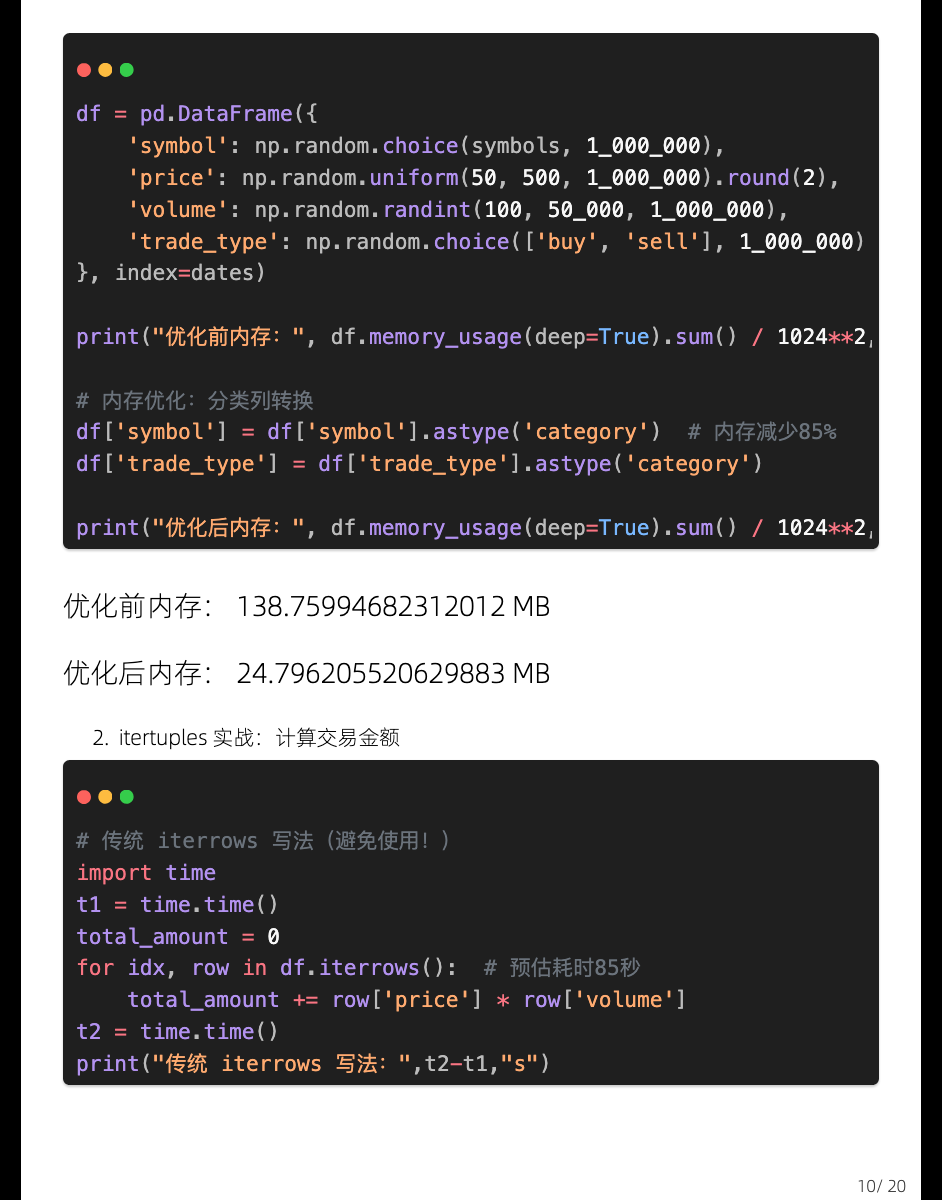 df = pd.DataFrame({
    'symbol': np.random.choice(symbols, 1_000_000),
    'price': np.random.uniform(50, 500, 1_000_000).round(2),
    'volume': np.random.randint(100, 50_000, 1_000_000),
    'trade_type': np.random.choice(['buy', 'sell'], 1_000_000)
}, index=dates)
print("优化前内存：", df.memory_usage(deep=True).sum() / 1024**2,
# 内存优化：分类列转换
df['symbol'] = df['symbol'].astype('category')  # 内存减少85%
df['trade_type'] = df['trade_type'].astype('category')
print("优化后内存：", df.memory_usage(deep=True).sum() / 1024**2,
优化前内存： 138.75994682312012 MB
优化后内存： 24.796205520629883 MB
2. itertuples 实战：计算交易金额
# 传统 iterrows 写法（避免使用！）
import time
t1 = time.time()
total_amount = 0
for idx, row in df.iterrows():  # 预估耗时85秒
    total_amount += row['price'] * row['volume']
t2 = time.time()
print("传统 iterrows 写法：",t2-t1,"s")
10/ 20